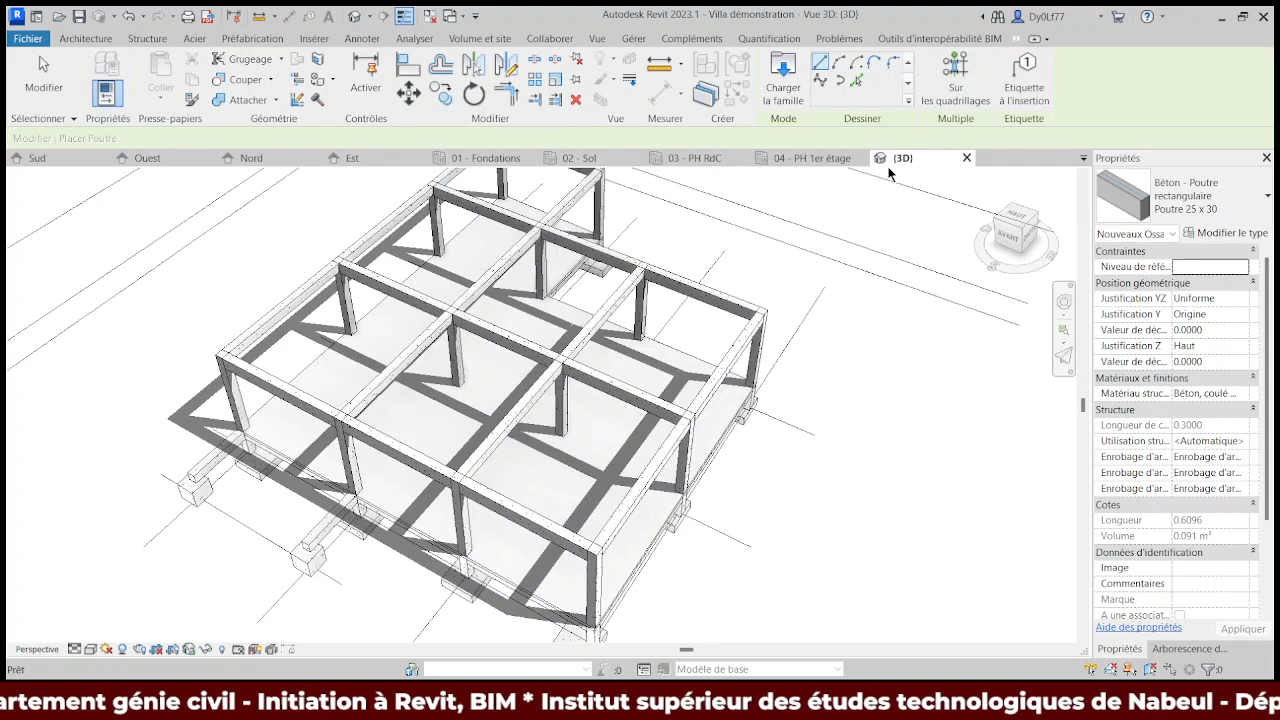 Autodesk Revit 2023.1 - Villa démonstration - Vue 3D: {3D}
Dy0Lf77
Fichier Architecture Structure Acier Préfabrication Insérer Annoter Analyser Volume et site Collaborer Vue Gérer Compléments Quantification Problèmes Outils d'interopérabilité BIM
Modifier
Coller
Grugeage
Couper
Attacher
Activer
Charger
la famille
Sur
les quadrillages
Etiquette
à l'insertion
Sélectionner Propriétés Presse-papiers Géométrie Contrôles Modifier Vue Mesurer Créer Mode Dessiner Multiple Etiquette
Modifier | Placer Poutre
Sud Ouest Nord Est 01 - Fondations 02 - Sol 03 - PH RdC 04 - PH 1er étage {3D}
HAUT
AVANT
Propriétés
Béton - Poutre
rectangulaire
Poutre 25 x 30
Nouveaux Ossa Modifier le type
Contraintes
Niveau de réfé...
Position géométrique
Justification YZ Uniforme
Justification Y Origine
Valeur de déc... 0.0000
Justification Z Haut
Valeur de déc... 0.0000
Matériaux et finitions
Matériau struc... Béton, coulé ...
Structure
Longueur de c... 0.3000
Utilisation stru... <Automatique>
Enrobage d'ar... Enrobage d'ar...
Enrobage d'ar... Enrobage d'ar...
Enrobage d'ar... Enrobage d'ar...
Cotes
Longueur 0.6096
Volume 0.091 m³
Données d'identification
Image
Commentaires
Marque
A une associat...
Aide des propriétés Appliquer
Propriétés Arborescence d...
Perspective
Prêt
:0
Modèle de base
:0
artement génie civil - Initiation à Revit, BIM * Institut supérieur des études technologiques de Nabeul - Dép